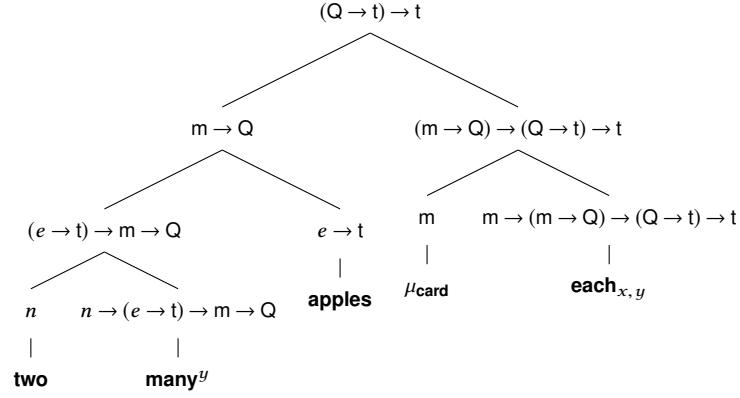 (Q → t) → t
m → Q (m → Q) → (Q → t) → t
(e → t) → m → Q e → t m m → (m → Q) → (Q → t) → t
apples μcard eachx, y
n n → (e → t) → m → Q
two manyʸ